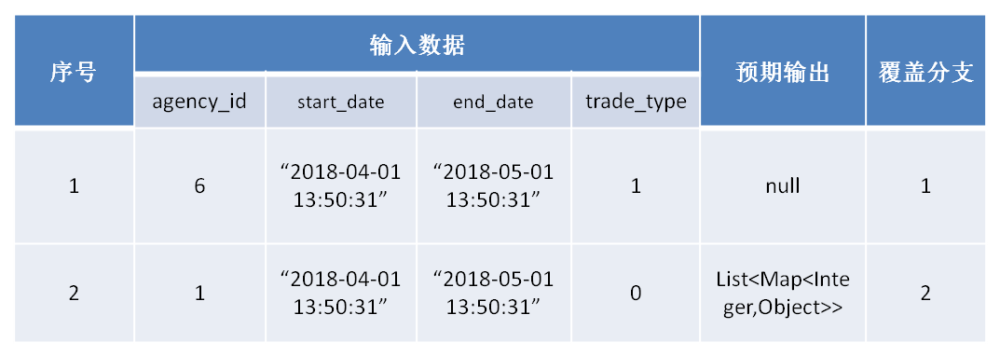 序号
输入数据
预期输出
覆盖分支
agency_id
start_date
end_date
trade_type
1
6
“2018-04-01
13:50:31”
“2018-05-01
13:50:31”
1
null
1
2
1
“2018-04-01
13:50:31”
“2018-05-01
13:50:31”
0
List<Map<Inte
ger,Object>>
2